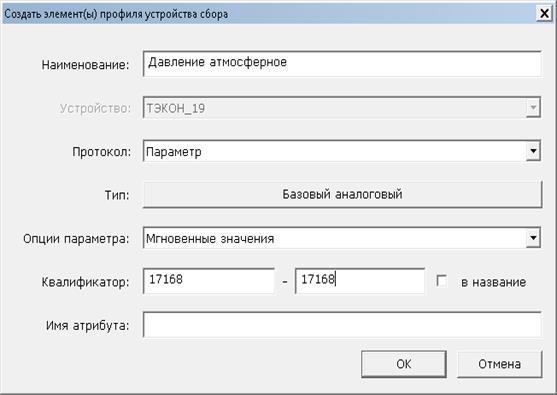 Создать элемент(ы) профиля устройства сбора
Наименование: Давление атмосферное
Устройство: ТЭКОН_19
Протокол: Параметр
Тип: Базовый аналоговый
Опции параметра: Мгновенные значения
Квалификатор: 17168 - 17168 в название
Имя атрибута:
OK Отмена